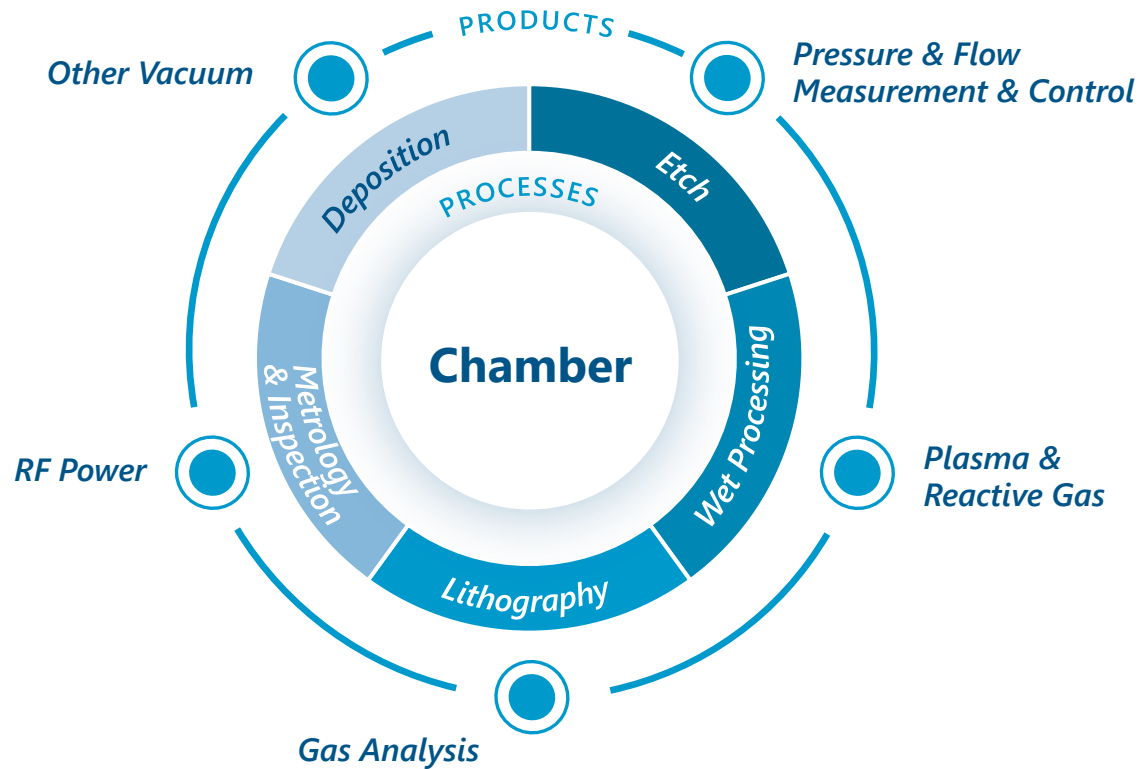 PRODUCTS
Other Vacuum
Pressure & Flow
Measurement & Control
Deposition
Etch
PROCESSES
Chamber
Metrology
& Inspection
Wet Processing
RF Power
Plasma &
Reactive Gas
Lithography
Gas Analysis